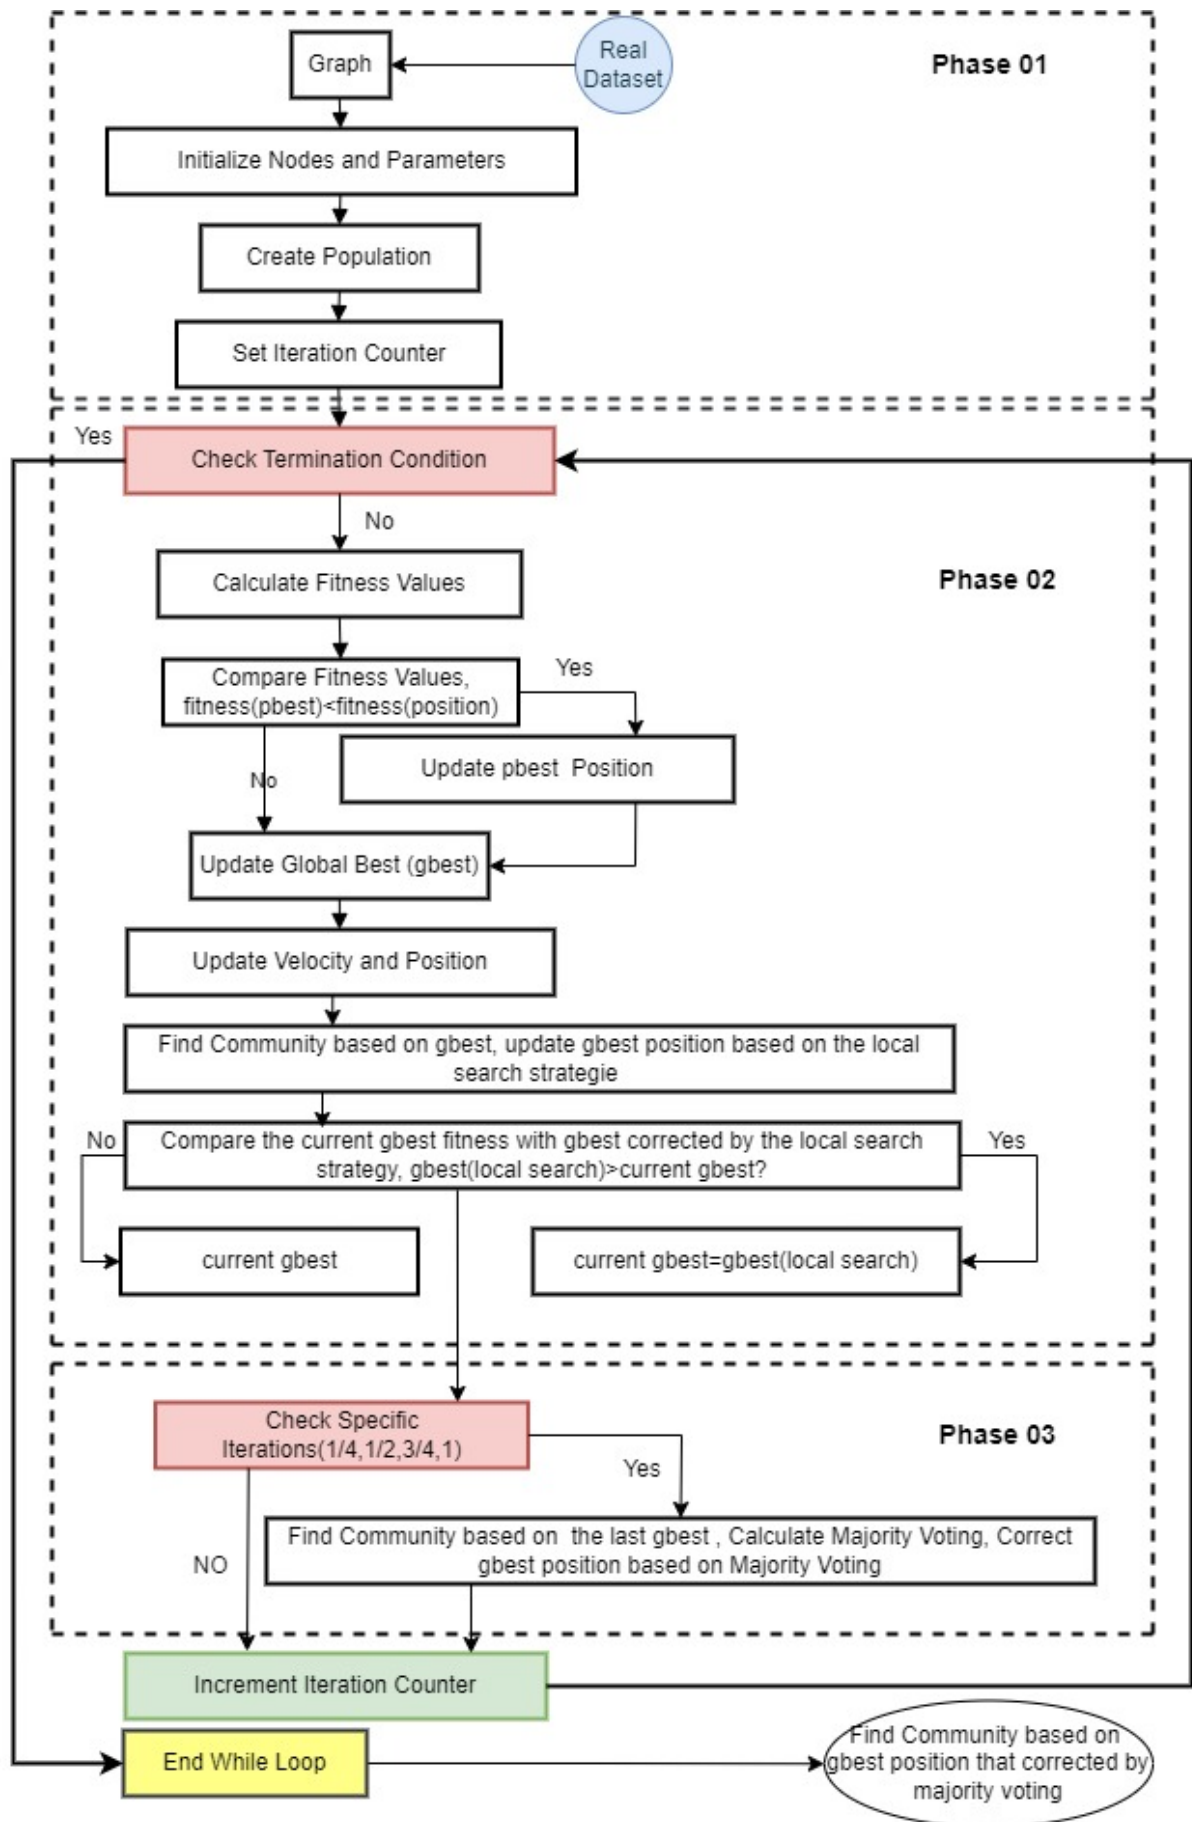 Graph
Real
Dataset
Phase 01
Initialize Nodes and Parameters
Create Population
Set Iteration Counter
Yes
Check Termination Condition
No
Calculate Fitness Values
Phase 02
Compare Fitness Values,
fitness(pbest)<fitness(position)
Yes
Update pbest Position
No
Update Global Best (gbest)
Update Velocity and Position
Find Community based on gbest, update gbest position based on the local
search strategie
No
Compare the current gbest fitness with gbest corrected by the local search
strategy, gbest(local search)>current gbest?
Yes
current gbest
current gbest=gbest(local search)
Check Specific
Iterations(1/4,1/2,3/4,1)
Phase 03
Yes
Find Community based on the last gbest , Calculate Majority Voting, Correct
gbest position based on Majority Voting
NO
Increment Iteration Counter
End While Loop
Find Community based on
gbest position that corrected by
majority voting